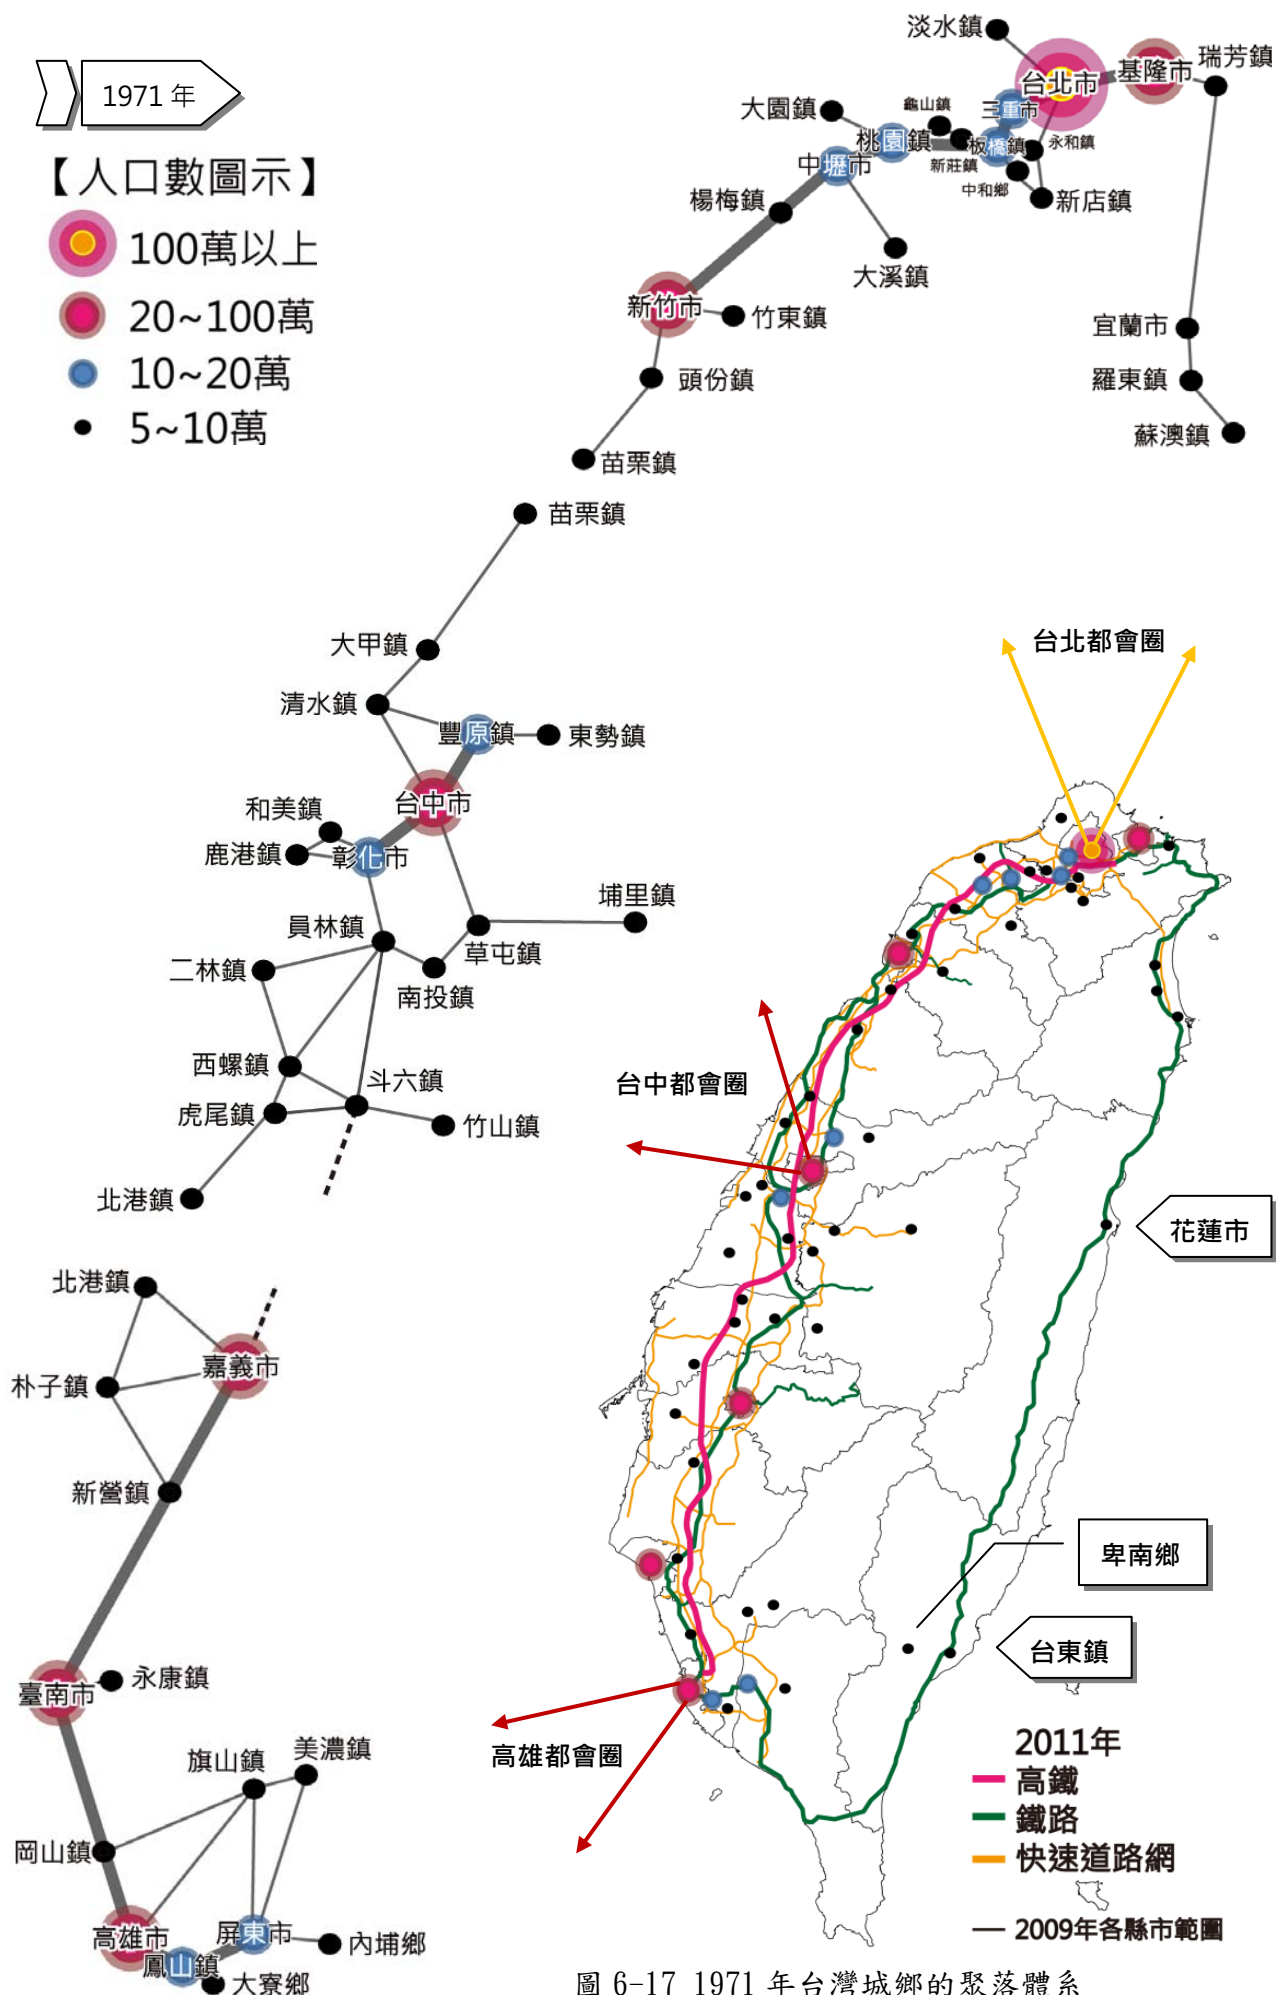 1971 年
【人口數圖示】
100萬以上
20~100萬
10~20萬
5~10萬
淡水鎮
台北市
基隆市
瑞芳鎮
三重市
大園鎮
龜山鎮
桃園鎮
新莊鎮
板橋鎮
永和鎮
中和鄉
新店鎮
中壢市
楊梅鎮
大溪鎮
新竹市
竹東鎮
頭份鎮
苗栗鎮
宜蘭市
羅東鎮
蘇澳鎮
苗栗鎮
大甲鎮
清水鎮
豐原鎮
東勢鎮
台中市
和美鎮
鹿港鎮
彰化市
埔里鎮
員林鎮
草屯鎮
二林鎮
南投鎮
西螺鎮
斗六鎮
虎尾鎮
竹山鎮
北港鎮
北港鎮
嘉義市
朴子鎮
新營鎮
臺南市
永康鎮
旗山鎮
美濃鎮
岡山鎮
高雄市
鳳山鎮
屏東市
內埔鄉
大寮鄉
台北都會圈
台中都會圈
花蓮市
卑南鄉
台東鎮
高雄都會圈
2011年
高鐵
鐵路
快速道路網
2009年各縣市範圍
圖 6-17 1971 年台灣城鄉的聚落體系